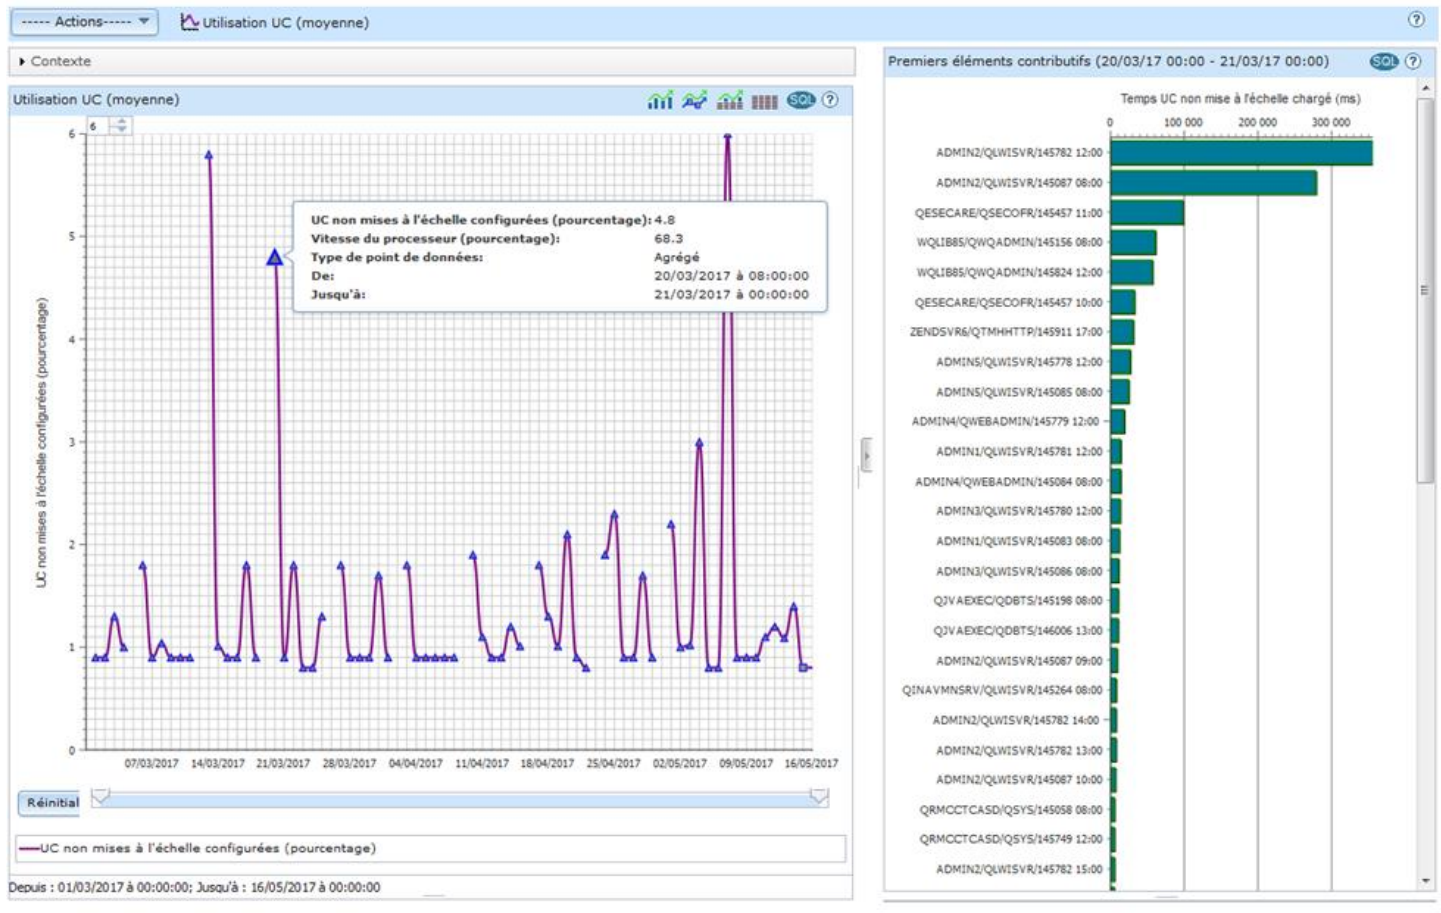 ----- Actions-----
Utilisation UC (moyenne)
?
Contexte
Utilisation UC (moyenne)
SQL ?
6
6
5
4
3
2
1
0
UC non mises à l'échelle configurées (pourcentage)
UC non mises à l'échelle configurées (pourcentage): 4.8
Vitesse du processeur (pourcentage): 68.3
Type de point de données: Agrégé
De: 20/03/2017 à 08:00:00
Jusqu'à: 21/03/2017 à 00:00:00
07/03/2017 14/03/2017 21/03/2017 28/03/2017 04/04/2017 11/04/2017 18/04/2017 25/04/2017 02/05/2017 09/05/2017 16/05/2017
Réinitial
UC non mises à l'échelle configurées (pourcentage)
Depuis : 01/03/2017 à 00:00:00; Jusqu'à : 16/05/2017 à 00:00:00
Premiers éléments contributifs (20/03/17 00:00 - 21/03/17 00:00)
SQL ?
Temps UC non mise à l'échelle chargé (ms)
0 100 000 200 000 300 000
ADMIN2/QLWISVR/145782 12:00
ADMIN2/QLWISVR/145087 08:00
QESECARE/QSECOFR/145457 11:00
WQLIB85/QWQADMIN/145156 08:00
WQLIB85/QWQADMIN/145824 12:00
QESECARE/QSECOFR/145457 10:00
ZENDSVR6/QTMHHTTP/145911 17:00
ADMIN5/QLWISVR/145778 12:00
ADMIN5/QLWISVR/145085 08:00
ADMIN4/QWEBADMIN/145779 12:00
ADMIN1/QLWISVR/145781 12:00
ADMIN4/QWEBADMIN/145084 08:00
ADMIN3/QLWISVR/145780 12:00
ADMIN1/QLWISVR/145083 08:00
ADMIN3/QLWISVR/145086 08:00
QJVAEXEC/QDBTS/145198 08:00
QJVAEXEC/QDBTS/146006 13:00
ADMIN2/QLWISVR/145087 09:00
QINAVMNSRV/QLWISVR/145264 08:00
ADMIN2/QLWISVR/145782 14:00
ADMIN2/QLWISVR/145782 13:00
ADMIN2/QLWISVR/145087 10:00
QRMCCTCASD/QSYS/145058 08:00
QRMCCTCASD/QSYS/145749 12:00
ADMIN2/QLWISVR/145782 15:00